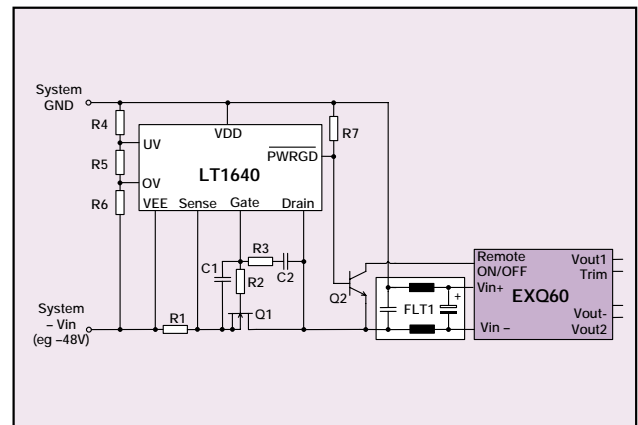 System
GND
R4
R5
R6
UV
OV
VDD
PWRGD
LT1640
VEE Sense Gate Drain
R7
R3
C1
C2
R2
Q1
R1
System
– Vin
(eg –48V)
Q2
FLT1
+
Remote
ON/OFF
Vin+
Vin –
EXQ60
Vout1
Trim
Vout-
Vout2